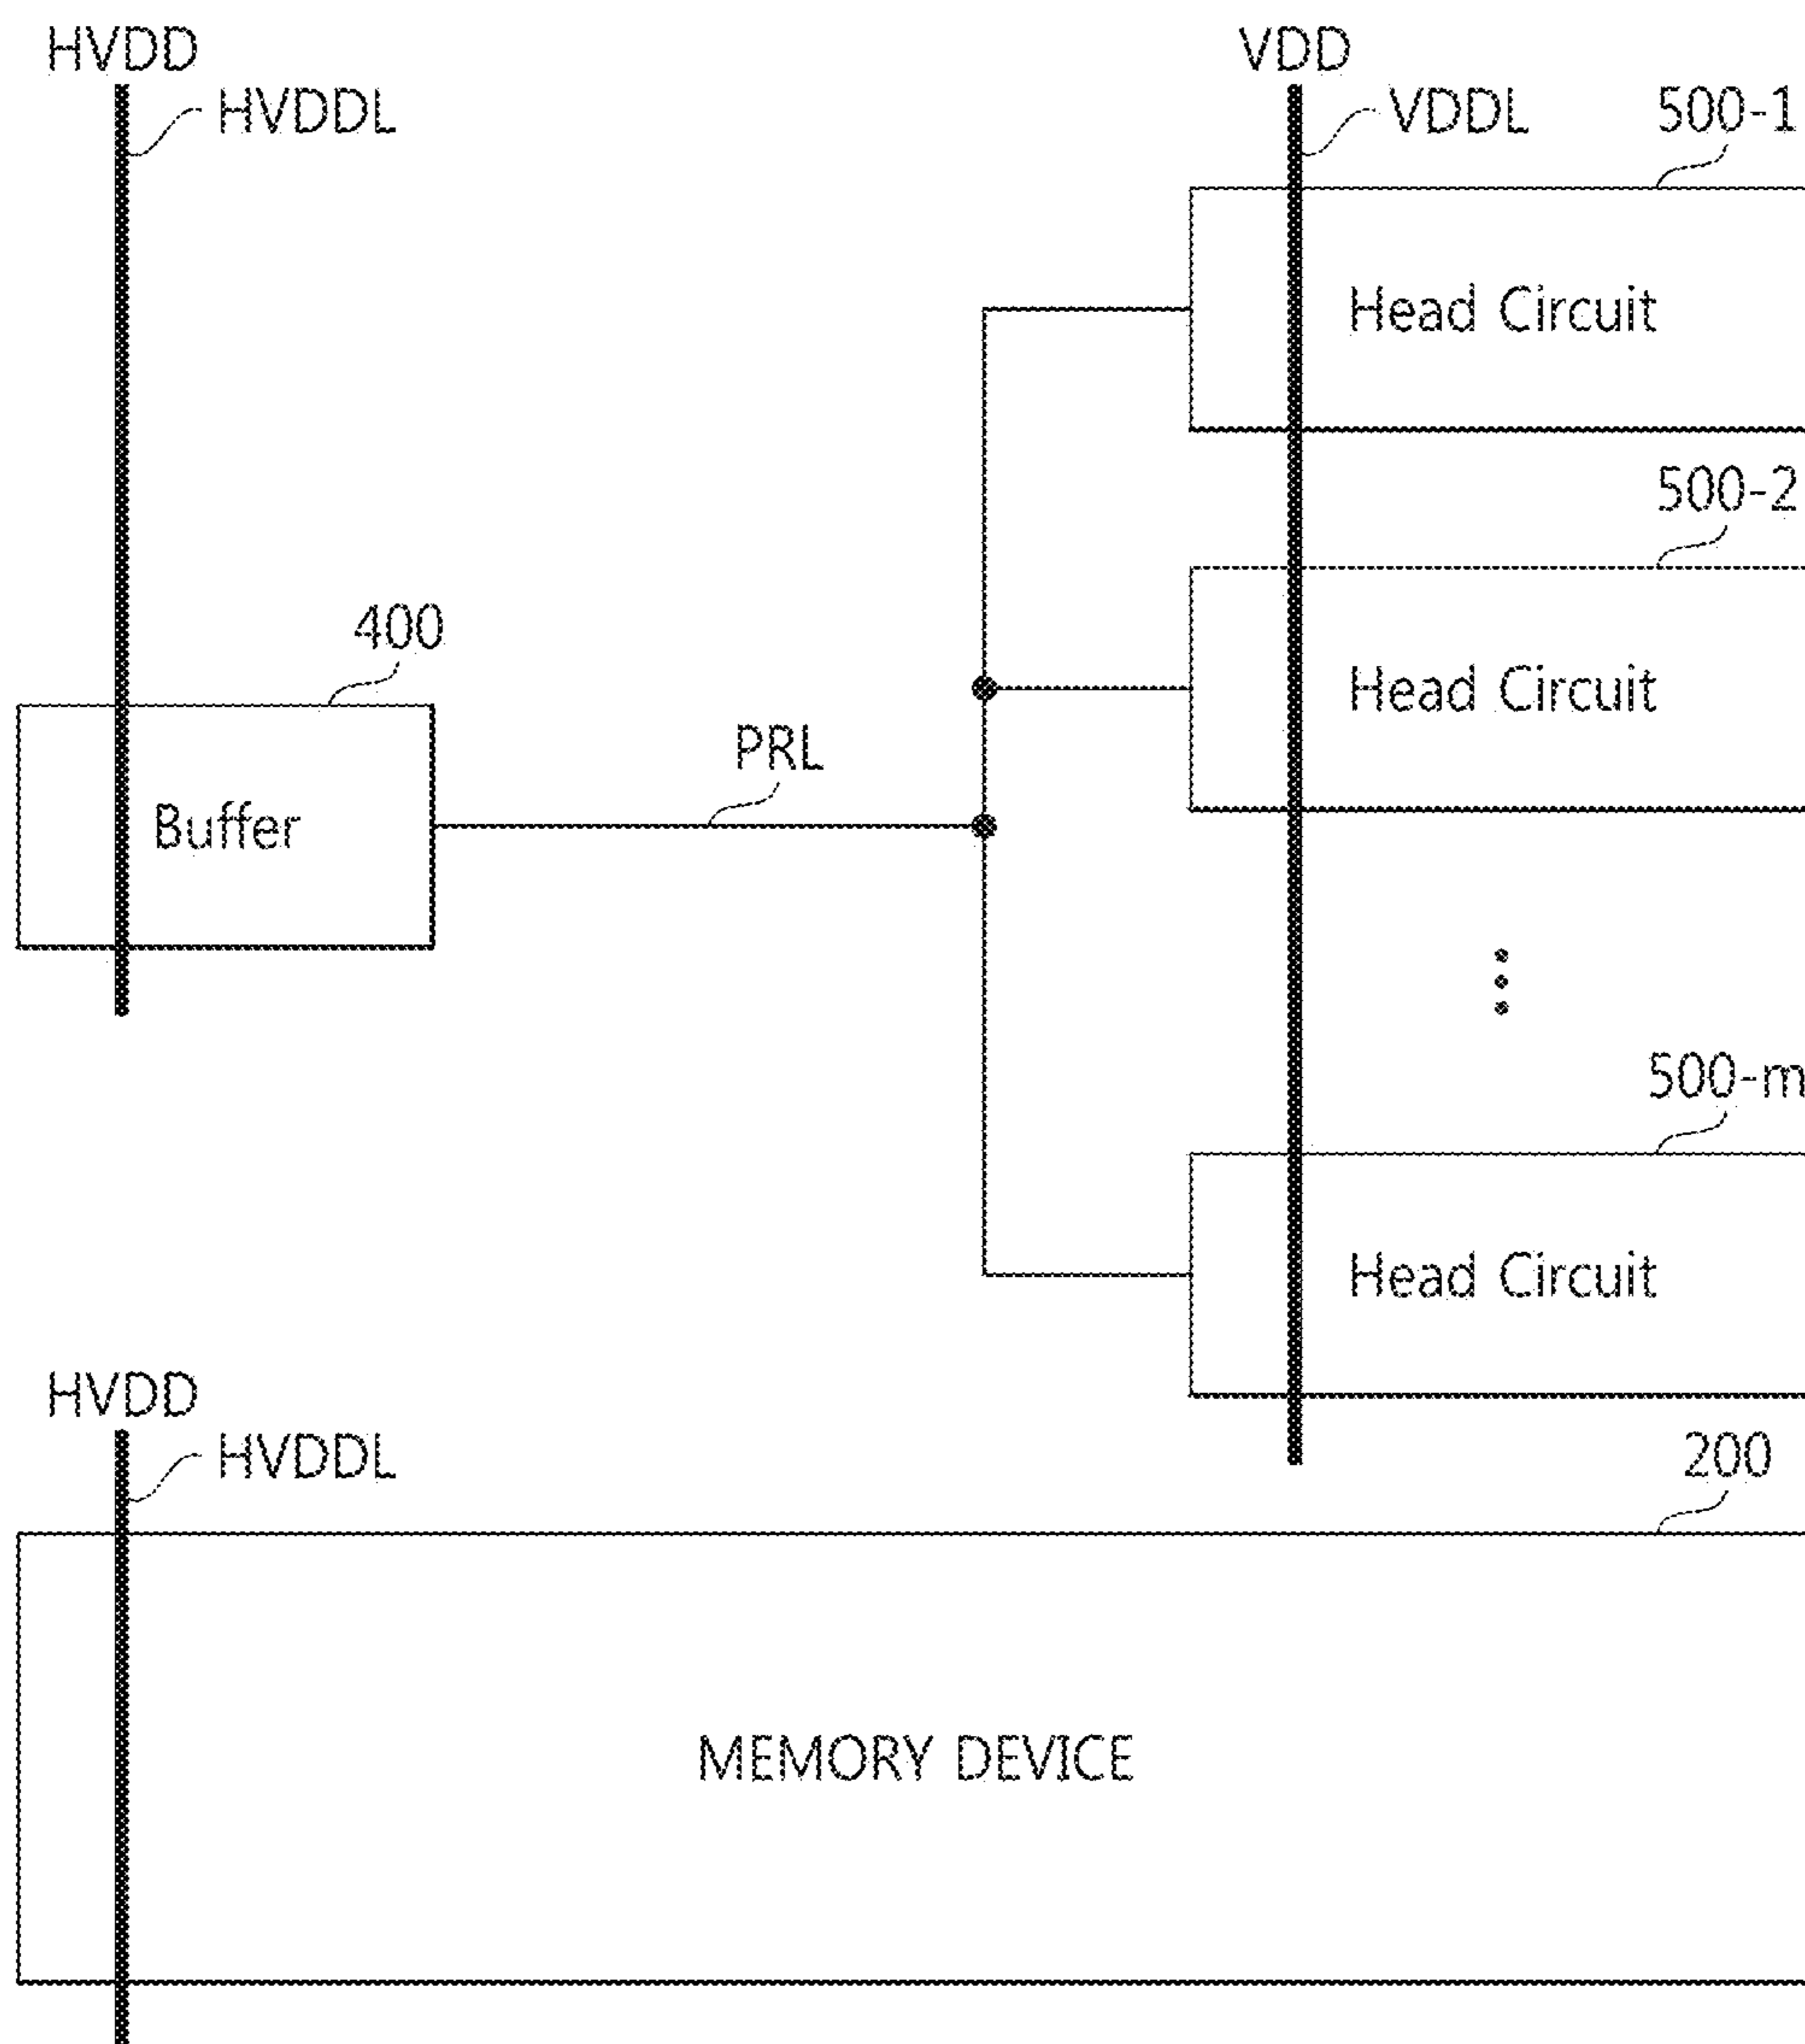 HVDD
HVDDL
VDD
VDDL
500-1
Head Circuit
500-2
400
Head Circuit
PRL
Buffer
500-m
Head Circuit
HVDD
HVDDL
200
MEMORY DEVICE